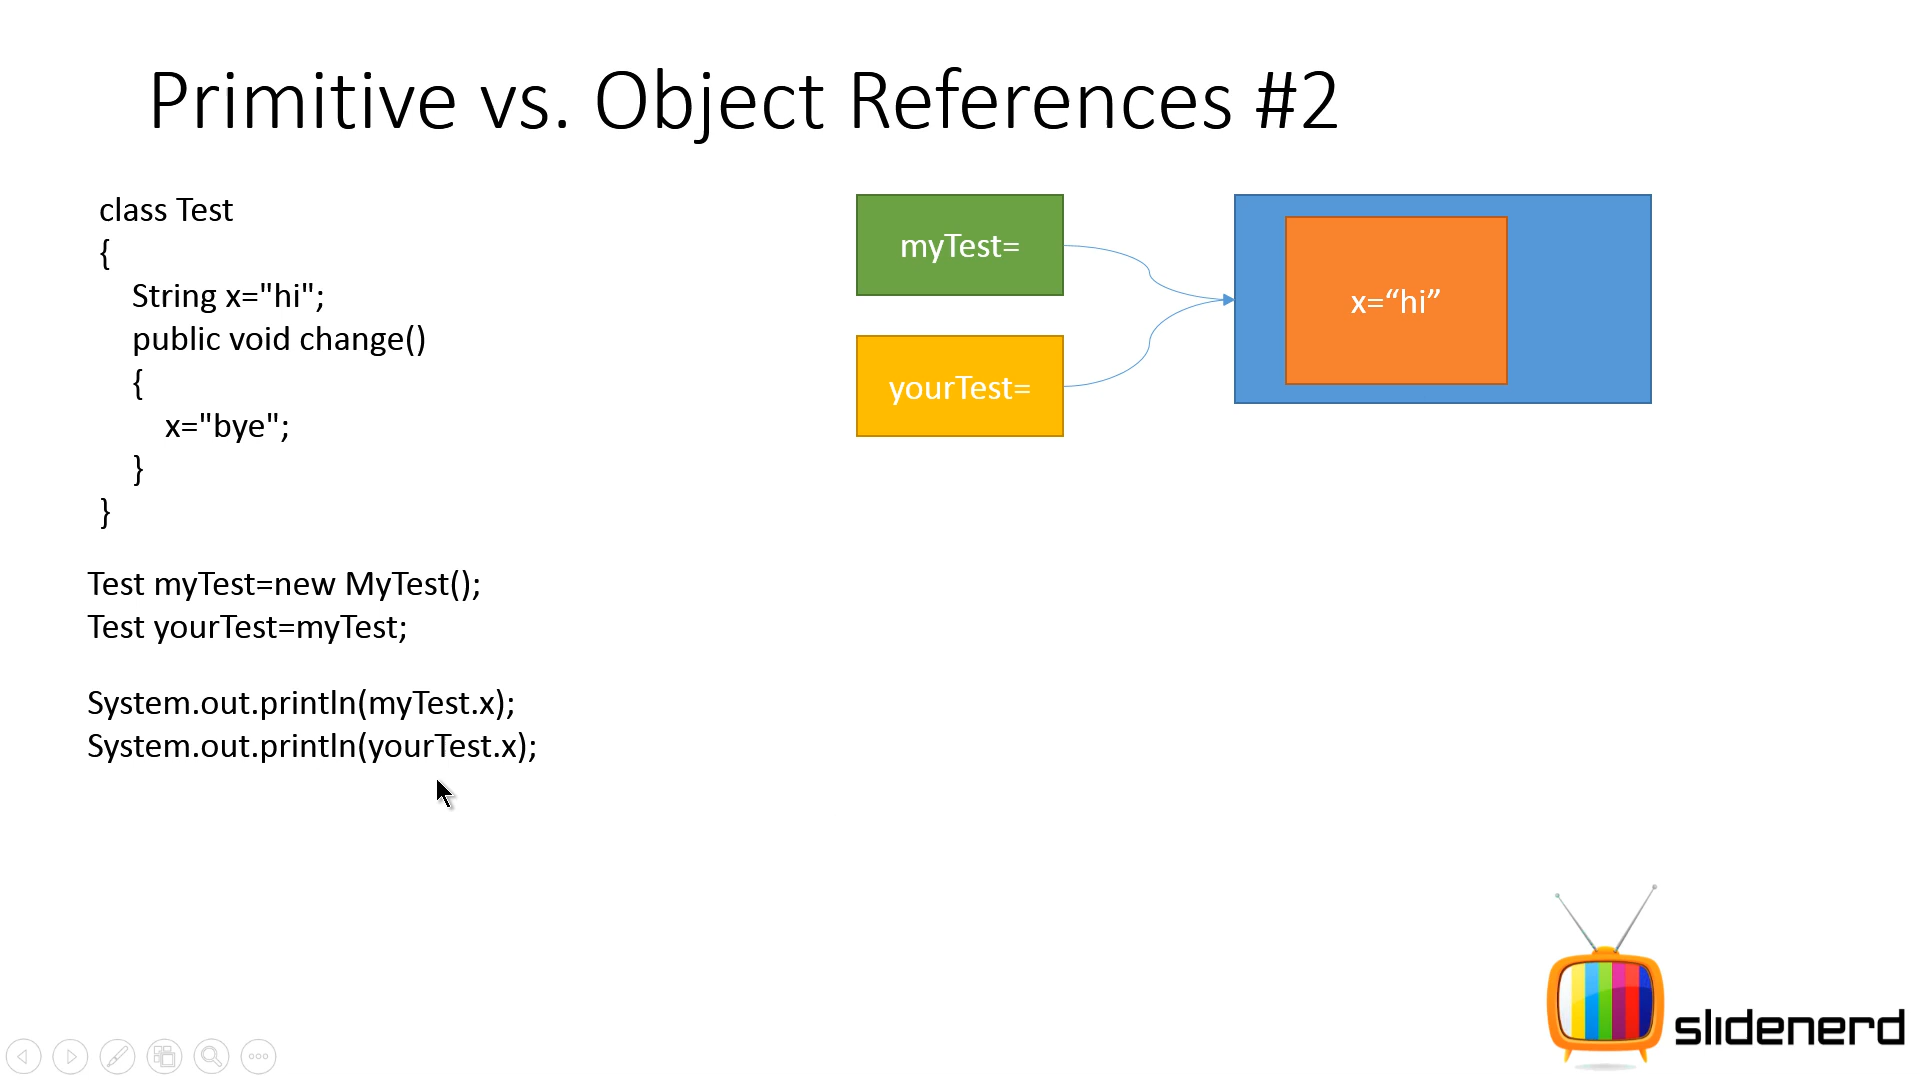 Primitive vs. Object References #2
class Test
{
String x="hi";
public void change()
{
x="bye";
}
}
Test myTest=new MyTest();
Test yourTest=myTest;
System.out.println(myTest.x);
System.out.println(yourTest.x);
myTest=
yourTest=
x=“hi”
slidenerd